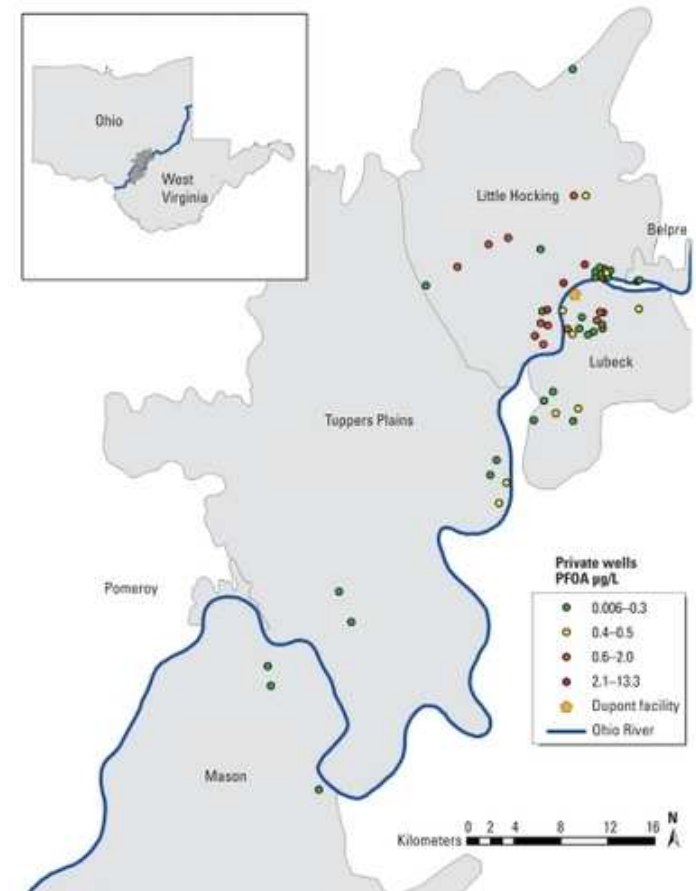 Ohio
West
Virginia
Little Hocking
Belpre
Lubeck
Tuppers Plains
Pomeroy
Mason
Private wells
PFOA µg/L
0.006–0.3
0.4–0.5
0.6–2.0
2.1–13.3
Dupont facility
Ohio River
N
0 2 4 8 12 16
Kilometers